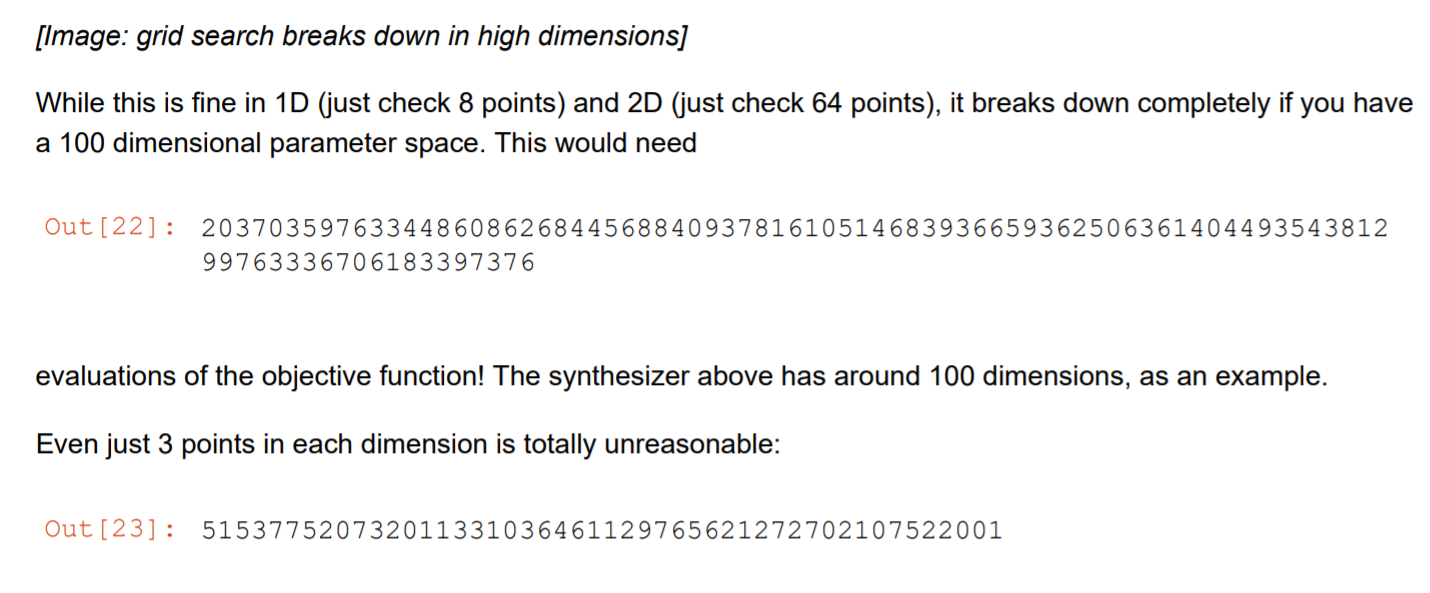 [Image: grid search breaks down in high dimensions]
While this is fine in 1D (just check 8 points) and 2D (just check 64 points), it breaks down completely if you have
a 100 dimensional parameter space. This would need
Out[22]: 20370359763344860862684456884093781610514683936659362506361404493543812
99763336706183397376
evaluations of the objective function! The synthesizer above has around 100 dimensions, as an example.
Even just 3 points in each dimension is totally unreasonable:
Out[23]: 515377520732011331036461129765621272702107522001